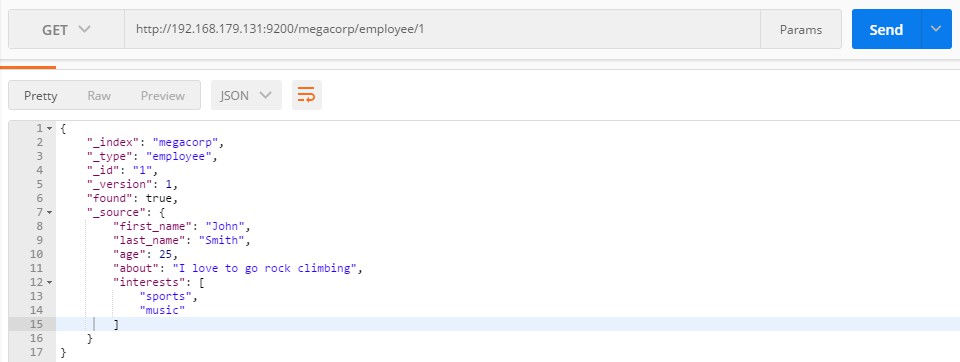 GET http://192.168.179.131:9200/megacorp/employee/1 Params Send
Pretty Raw Preview JSON
1 {
2 "_index": "megacorp",
3 "_type": "employee",
4 "_id": "1",
5 "_version": 1,
6 "found": true,
7 "_source": {
8 "first_name": "John",
9 "last_name": "Smith",
10 "age": 25,
11 "about": "I love to go rock climbing",
12 "interests": [
13 "sports",
14 "music"
15 ]
16 }
17 }